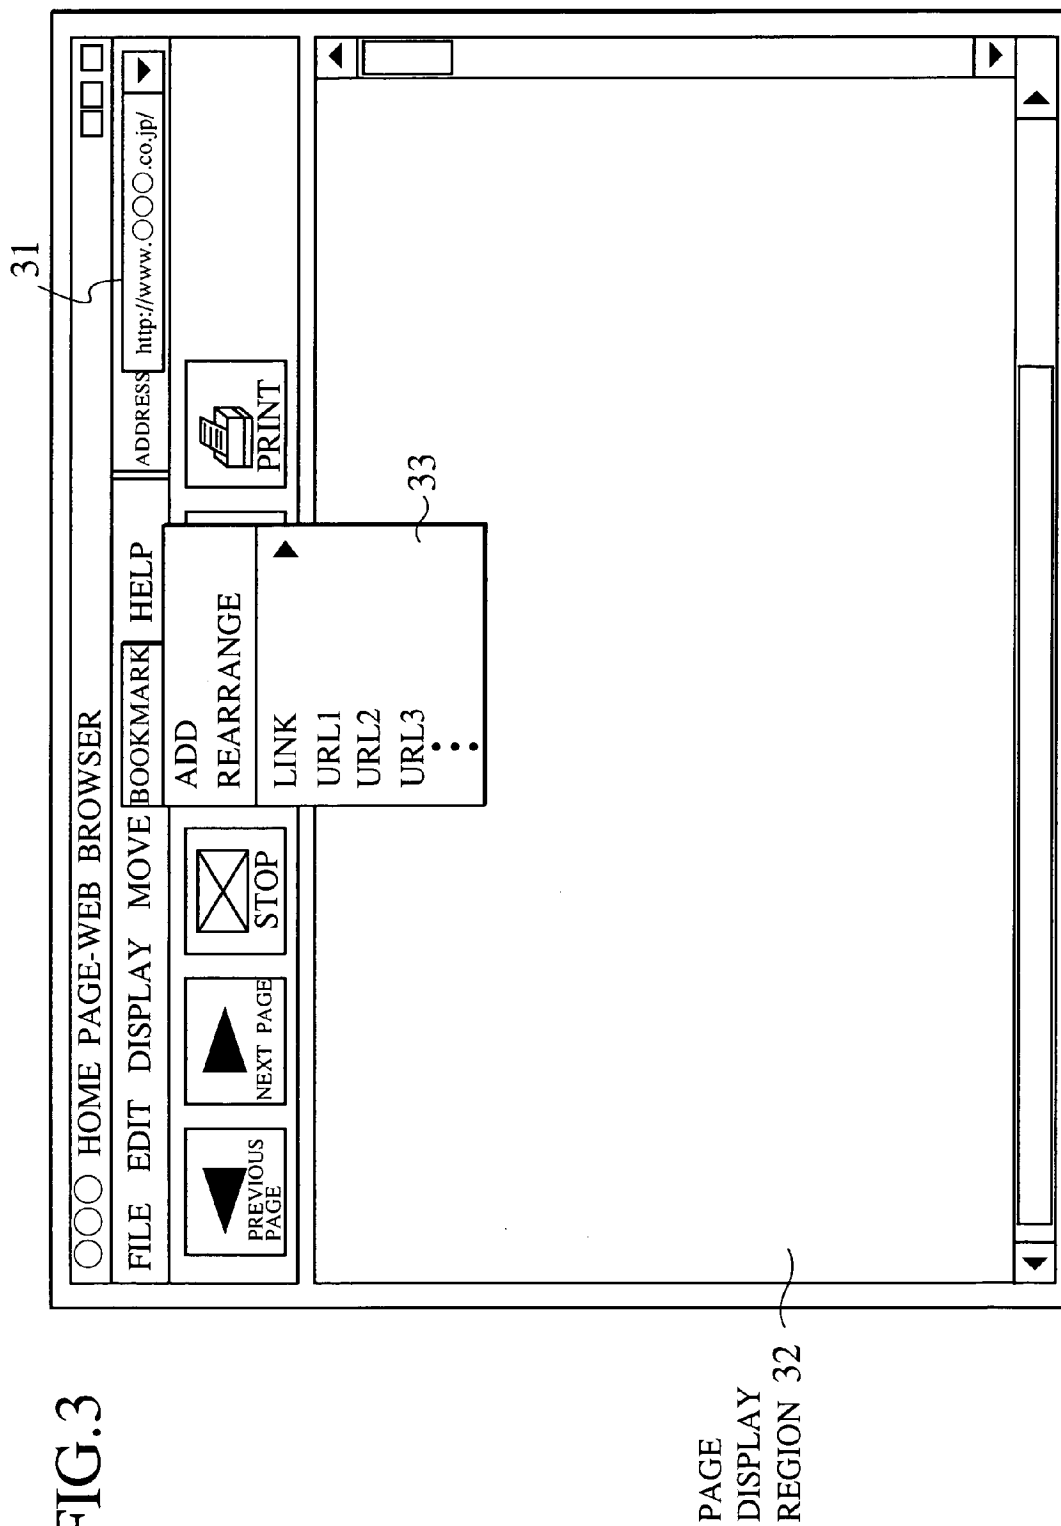 FIG.3
31
○○○ HOME PAGE-WEB BROWSER
FILE EDIT DISPLAY MOVE BOOKMARK HELP ADDRESS http://www.○○○.co.jp/
PREVIOUS
PAGE
NEXT PAGE
STOP
PRINT
ADD
REARRANGE
LINK
URL1
URL2
URL3
33
PAGE
DISPLAY
REGION 32